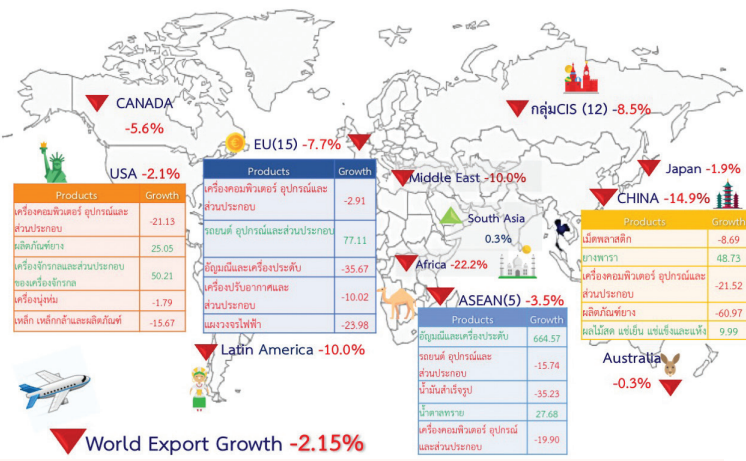 CANADA
-5.6%
กลุ่มCIS (12) -8.5%
EU(15) -7.7%
USA -2.1%
Products Growth
เครื่องคอมพิวเตอร์ อุปกรณ์และ
ส่วนประกอบ -21.13
ผลิตภัณฑ์ยาง 25.05
เครื่องจักรกลและส่วนประกอบ
ของเครื่องจักรกล 50.21
เครื่องนุ่งห่ม -1.79
เหล็ก เหล็กกล้าและผลิตภัณฑ์ -15.67
Products Growth
เครื่องคอมพิวเตอร์ อุปกรณ์และ
ส่วนประกอบ -2.91
รถยนต์ อุปกรณ์และส่วนประกอบ 77.11
อัญมณีและเครื่องประดับ -35.67
เครื่องปรับอากาศและ
ส่วนประกอบ -10.02
แผงวงจรไฟฟ้า -23.98
Middle East -10.0%
South Asia
0.3%
Africa -22.2%
Japan -1.9%
CHINA -14.9%
Products Growth
เม็ดพลาสติก -8.69
ยางพารา 48.73
เครื่องคอมพิวเตอร์ อุปกรณ์และ
ส่วนประกอบ -21.52
ผลิตภัณฑ์ยาง -60.97
ผลไม้สด แช่เย็น แช่แข็งและแห้ง 9.99
ASEAN(5) -3.5%
Products Growth
อัญมณีและเครื่องประดับ 664.57
รถยนต์ อุปกรณ์และ
ส่วนประกอบ -15.74
น้ำมันสำเร็จรูป -35.23
น้ำตาลทราย 27.68
เครื่องคอมพิวเตอร์ อุปกรณ์
และส่วนประกอบ -19.90
Latin America -10.0%
Australia
-0.3%
World Export Growth -2.15%